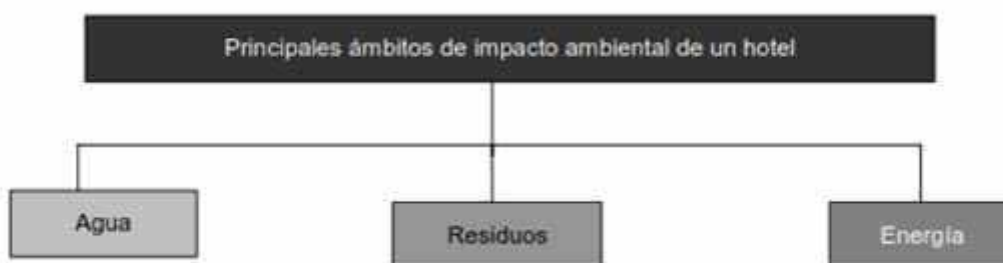 Principales ámbitos de impacto ambiental de un hotel
Agua
Residuos
Energía